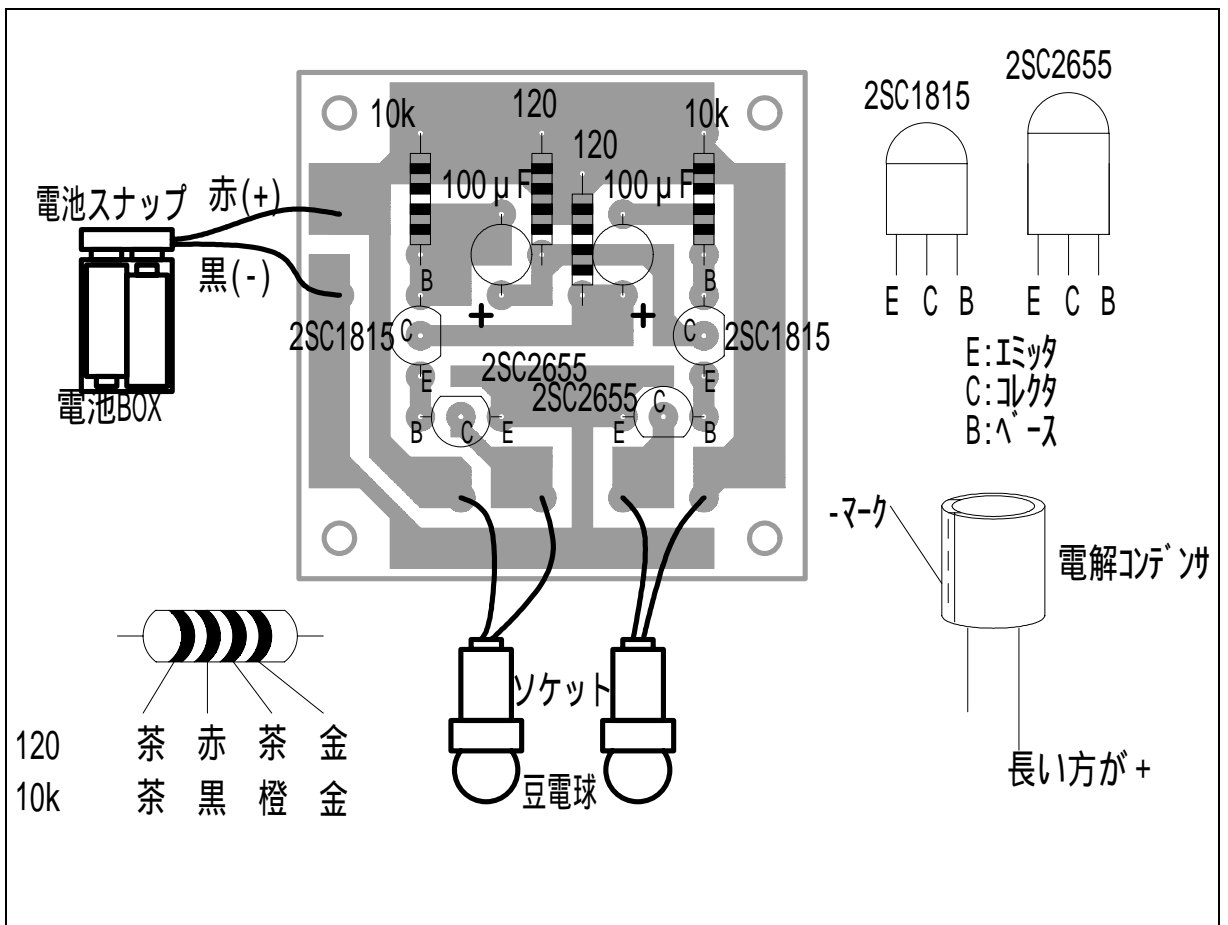 2SC1815
2SC2655
10k
120
10k
120
100μF
100μF
電池スナップ
赤(+)
黒(-)
電池BOX
B
B
+
+
2SC1815
C
C
2SC1815
E
E
2SC2655
2SC2655
B
C
E
E
C
B
E C B
E C B
E:エミッタ
C:コレクタ
B:ベース
-マーク
電解コンデンサ
長い方が+
ソケット
豆電球
120 茶 赤 茶 金
10k 茶 黒 橙 金